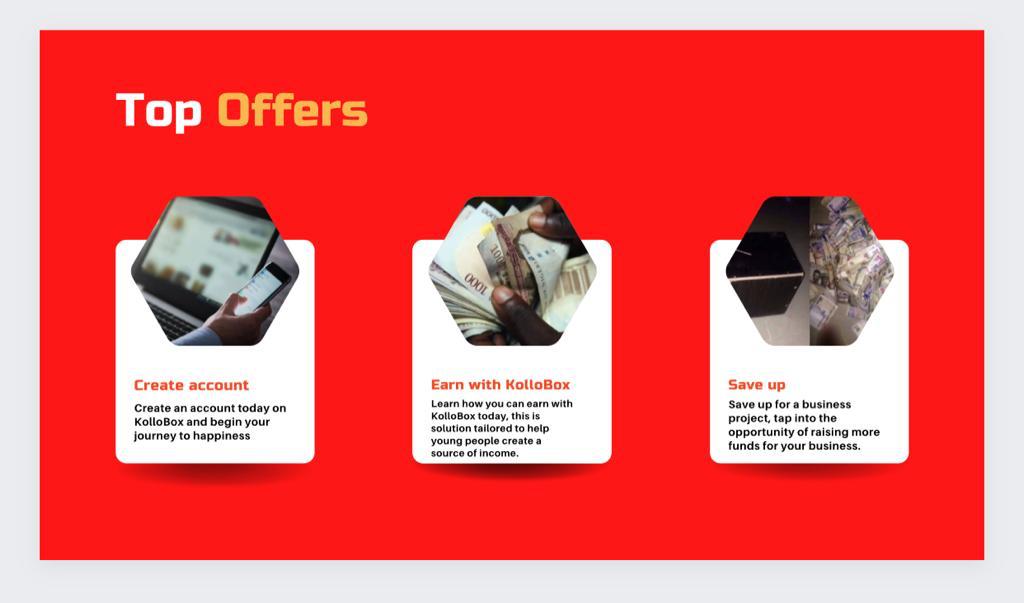 Top Offers
Create account
Create an account today on
KolloBox and begin your
journey to happiness
Earn with KolloBox
Learn how you can earn with
KolloBox today, this is
solution tailored to help
young people create a
source of income.
Save up
Save up for a business
project, tap into the
opportunity of raising more
funds for your business.
1000
100